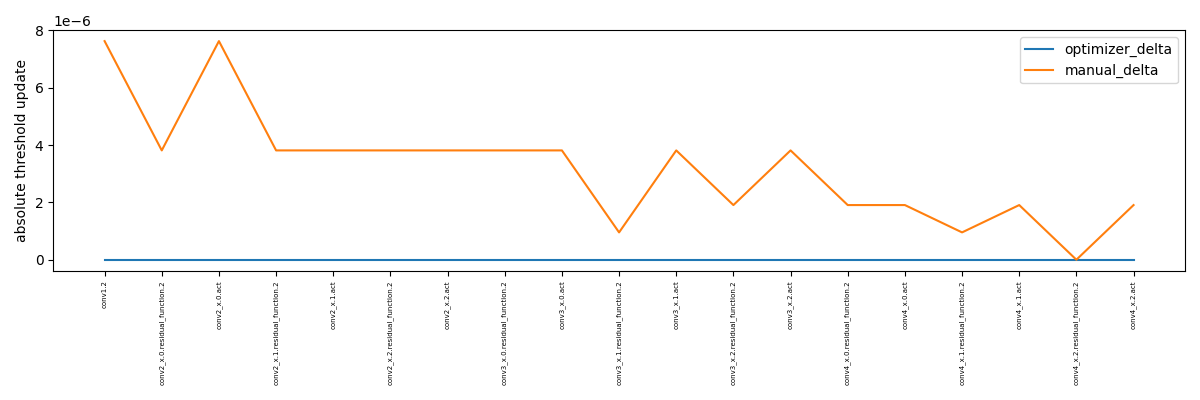 1e−6
absolute threshold update
8
6
4
2
0
optimizer_delta
manual_delta
conv1.2
conv2_x.0.residual_function.2
conv2_x.0.act
conv2_x.1.residual_function.2
conv2_x.1.act
conv2_x.2.residual_function.2
conv2_x.2.act
conv3_x.0.residual_function.2
conv3_x.0.act
conv3_x.1.residual_function.2
conv3_x.1.act
conv3_x.2.residual_function.2
conv3_x.2.act
conv4_x.0.residual_function.2
conv4_x.0.act
conv4_x.1.residual_function.2
conv4_x.1.act
conv4_x.2.residual_function.2
conv4_x.2.act